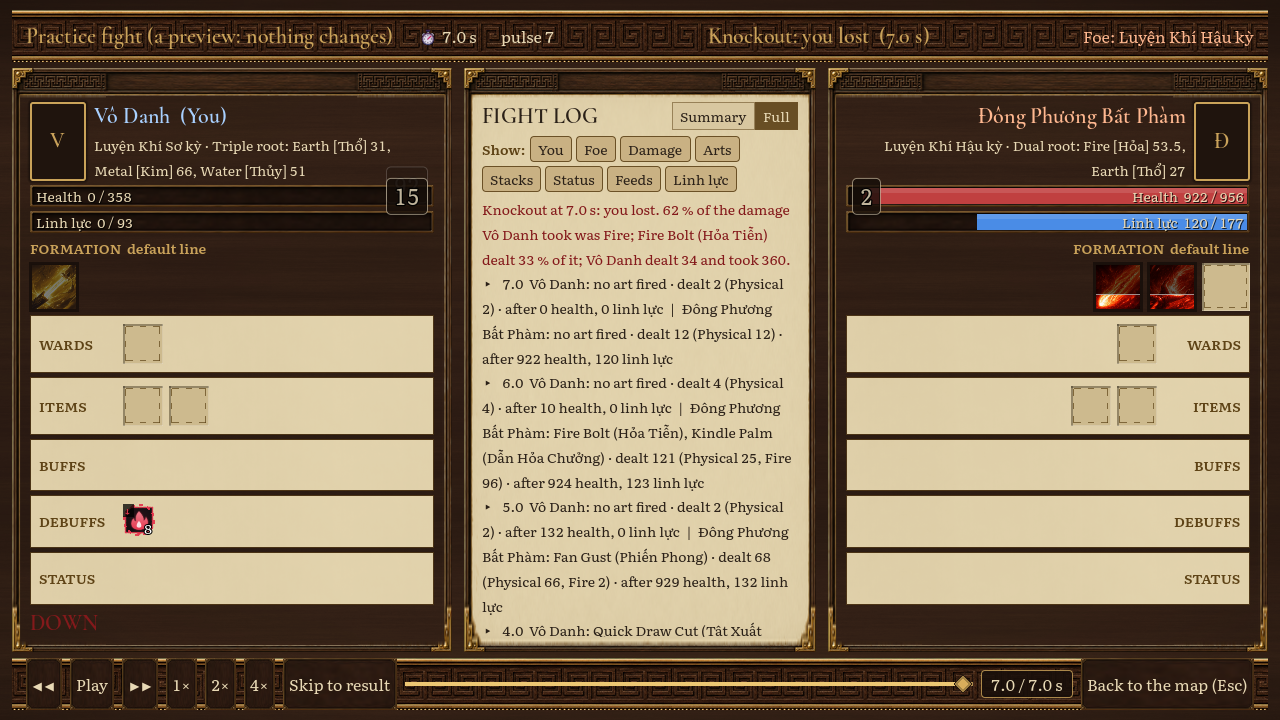 Practice fight (a preview: nothing changes) 7.0 s pulse 7 Knockout: you lost (7.0 s) Foe: Luyện Khí Hậu kỳ
V
Vô Danh (You)
Luyện Khí Sơ kỳ · Triple root: Earth [Thổ] 31,
Metal [Kim] 66, Water [Thủy] 51
15
Health 0 / 358
Linh lực 0 / 93
FORMATION default line
WARDS
ITEMS
BUFFS
DEBUFFS
8
STATUS
DOWN
FIGHT LOG
Summary Full
Show: You Foe Damage Arts
Stacks Status Feeds Linh lực
Knockout at 7.0 s: you lost. 62 % of the damage
Vô Danh took was Fire; Fire Bolt (Hỏa Tiễn)
dealt 33 % of it; Vô Danh dealt 34 and took 360.
‣ 7.0 Vô Danh: no art fired · dealt 2 (Physical
2) · after 0 health, 0 linh lực | Đông Phương
Bất Phàm: no art fired · dealt 12 (Physical 12) ·
after 922 health, 120 linh lực
‣ 6.0 Vô Danh: no art fired · dealt 4 (Physical
4) · after 10 health, 0 linh lực | Đông Phương
Bất Phàm: Fire Bolt (Hỏa Tiễn), Kindle Palm
(Dẫn Hỏa Chưởng) · dealt 121 (Physical 25, Fire
96) · after 924 health, 123 linh lực
‣ 5.0 Vô Danh: no art fired · dealt 2 (Physical
2) · after 132 health, 0 linh lực | Đông Phương
Bất Phàm: Fan Gust (Phiến Phong) · dealt 68
(Physical 66, Fire 2) · after 929 health, 132 linh
lực
‣ 4.0 Vô Danh: Quick Draw Cut (Tật Xuất
Đông Phương Bất Phàm
Đ
Luyện Khí Hậu kỳ · Dual root: Fire [Hỏa] 53.5,
Earth [Thổ] 27
2
Health 922 / 956
Linh lực 120 / 177
FORMATION default line
WARDS
ITEMS
BUFFS
DEBUFFS
STATUS
◂◂ Play ▸▸ 1× 2× 4× Skip to result 7.0 / 7.0 s Back to the map (Esc)